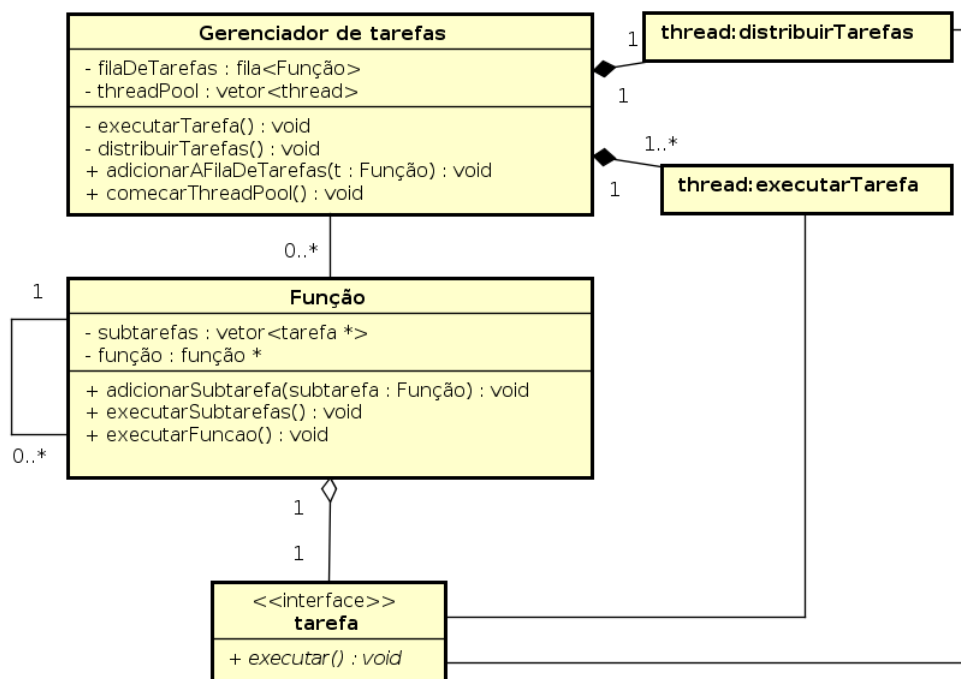 Gerenciador de tarefas
- filaDeTarefas : fila<Função>
- threadPool : vetor<thread>
- executarTarefa() : void
- distribuirTarefas() : void
+ adicionarAFilaDeTarefas(t : Função) : void
+ comecarThreadPool() : void
1
thread:distribuirTarefas
1
1..*
1
thread:executarTarefa
0..*
1
Função
- subtarefas : vetor<tarefa *>
- função : função *
+ adicionarSubtarefa(subtarefa : Função) : void
+ executarSubtarefas() : void
+ executarFuncao() : void
0..*
1
1
<<interface>>
tarefa
+ executar() : void